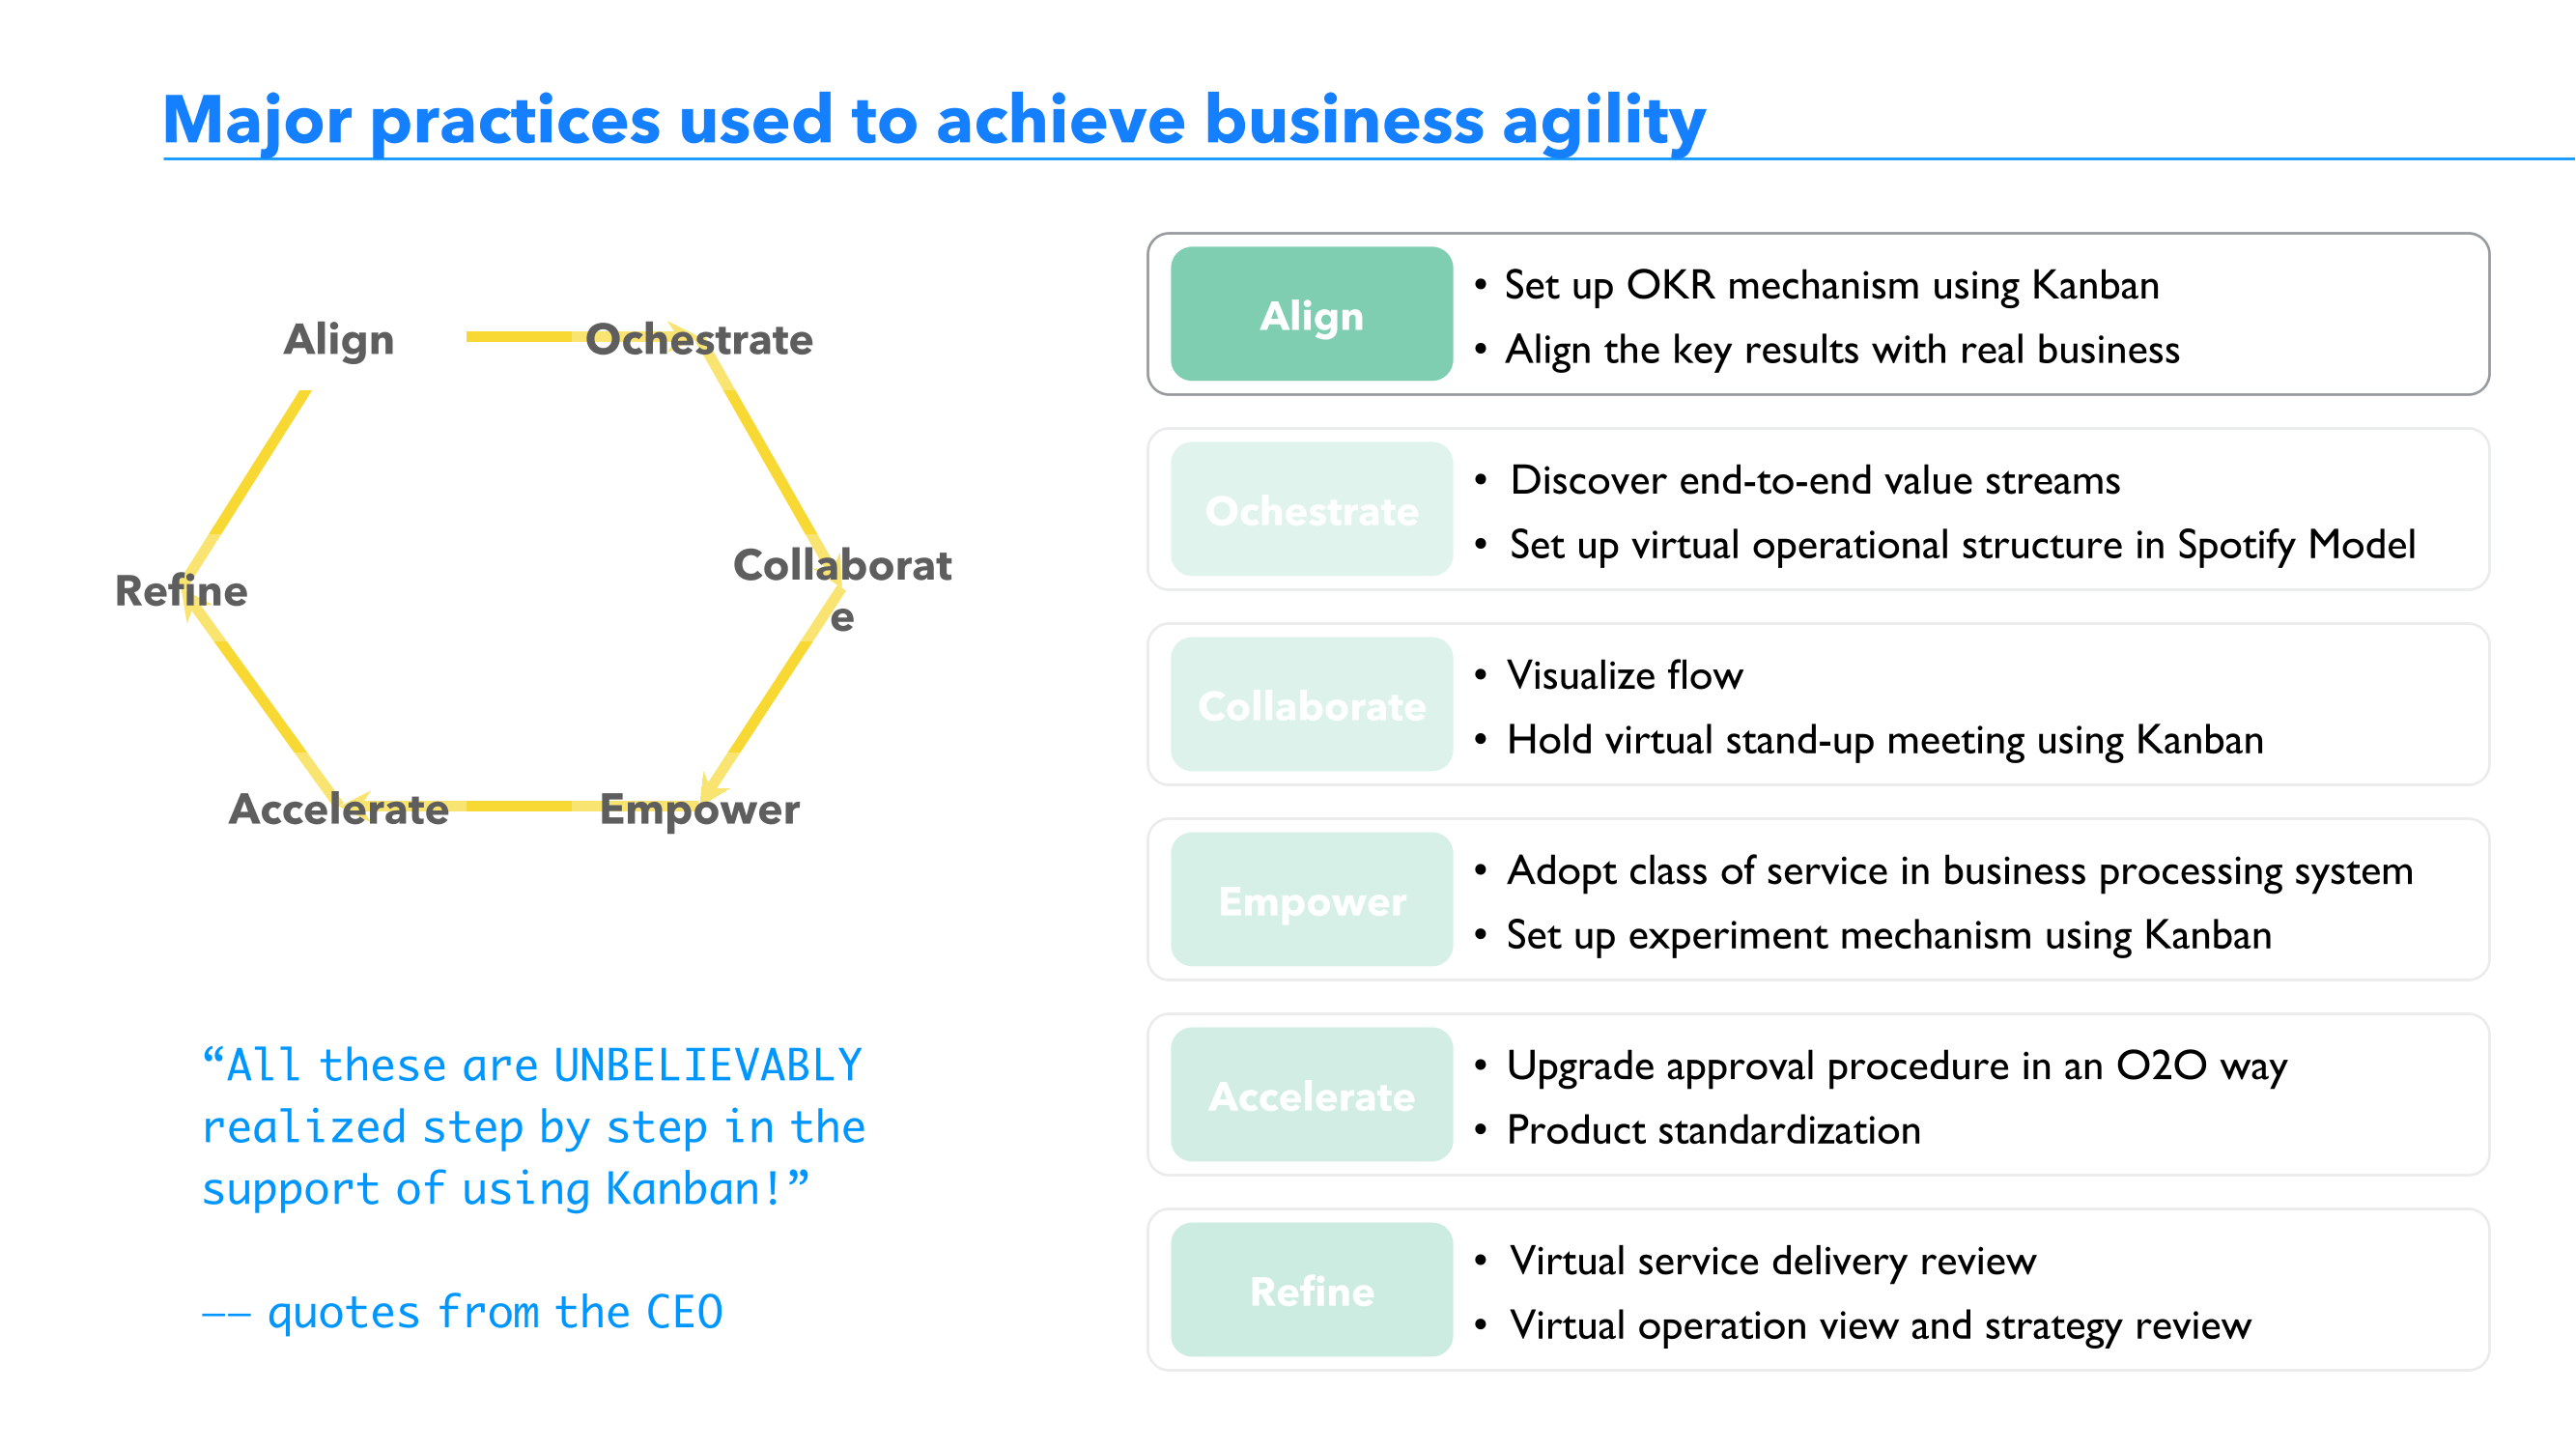 Major practices used to achieve business agility
Align
Ochestrate
Collaborat
e
Refine
Accelerate
Empower
“All these are UNBELIEVABLY
realized step by step in the
support of using Kanban!”
—— quotes from the CEO
Align
• Set up OKR mechanism using Kanban
• Align the key results with real business
Ochestrate
• Discover end-to-end value streams
• Set up virtual operational structure in Spotify Model
Collaborate
• Visualize flow
• Hold virtual stand-up meeting using Kanban
Empower
• Adopt class of service in business processing system
• Set up experiment mechanism using Kanban
Accelerate
• Upgrade approval procedure in an O2O way
• Product standardization
Refine
• Virtual service delivery review
• Virtual operation view and strategy review